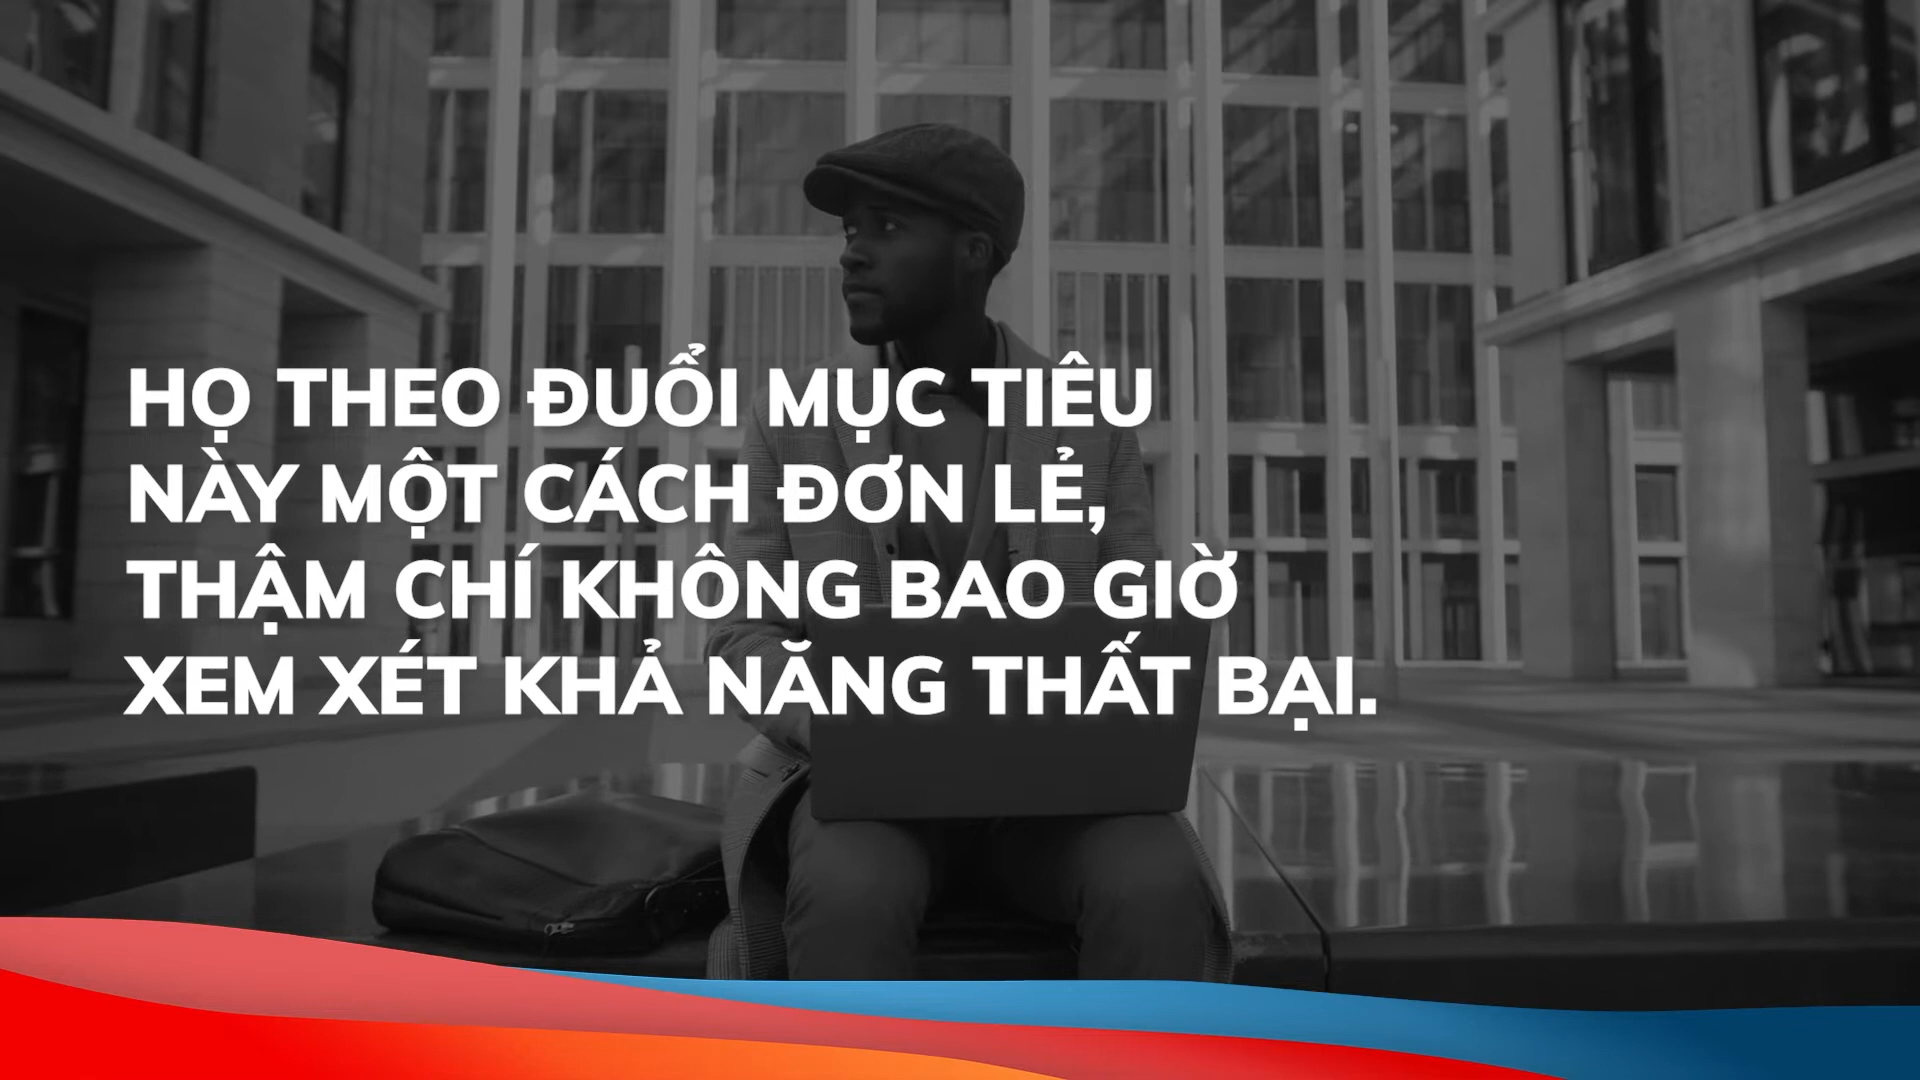 HỌ THEO ĐUỔI MỤC TIÊU
NÀY MỘT CÁCH ĐƠN LẺ,
THẬM CHÍ KHÔNG BAO GIỜ
XEM XÉT KHẢ NĂNG THẤT BẠI.